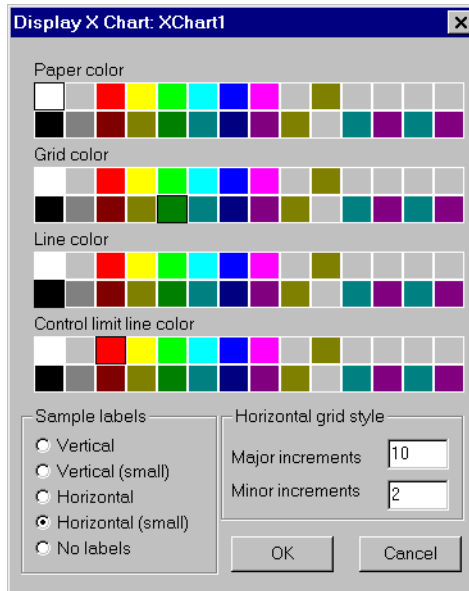 Display X Chart: XChart1
Paper color
Grid color
Line color
Control limit line color
Sample labels
Vertical
Vertical (small)
Horizontal
Horizontal (small)
No labels
Horizontal grid style
Major increments 10
Minor increments 2
OK
Cancel